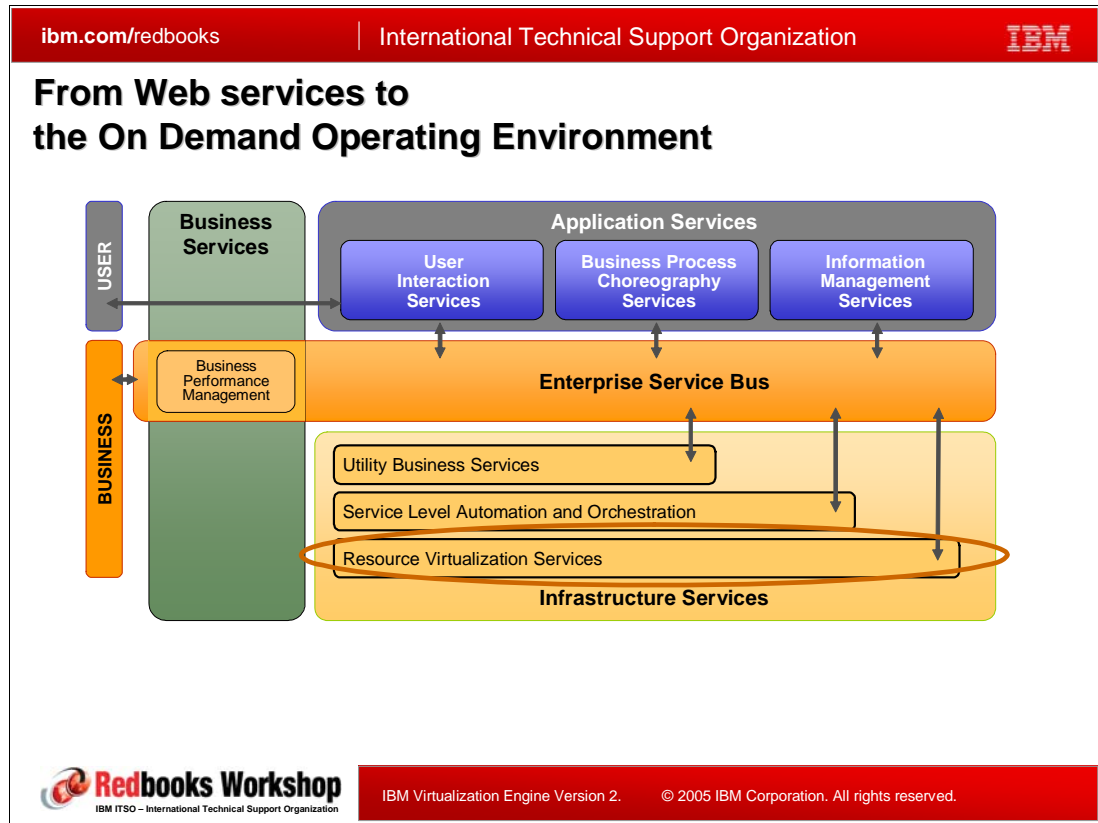 ibm.com/redbooks
International Technical Support Organization
IBM
From Web services to
the On Demand Operating Environment
USER
Business
Services
Application Services
User
Interaction
Services
Business Process
Choreography
Services
Information
Management
Services
BUSINESS
Business
Performance
Management
Enterprise Service Bus
Utility Business Services
Service Level Automation and Orchestration
Resource Virtualization Services
Infrastructure Services
Redbooks Workshop
IBM ITSO – International Technical Support Organization
IBM Virtualization Engine Version 2.
© 2005 IBM Corporation. All rights reserved.